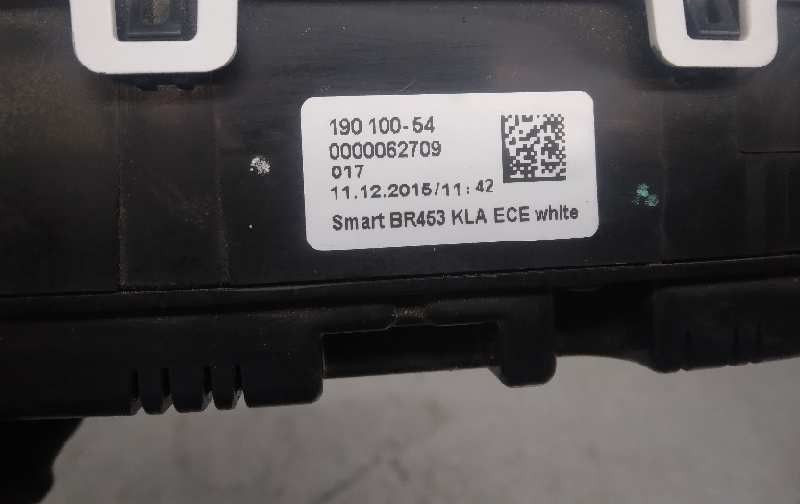 190 100-54
0000062709
017
11.12.2015/11:42
Smart BR453 KLA ECE white